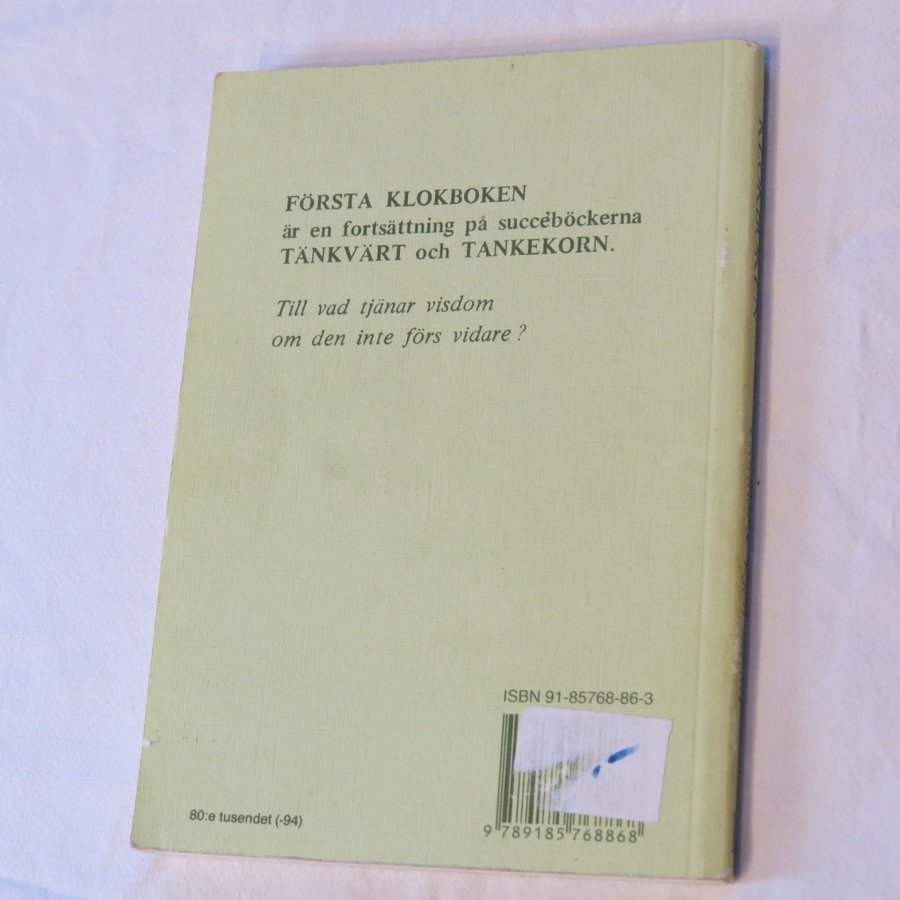 FÖRSTA KLOKBOKEN
är en fortsättning på succéböckerna
TÄNKVÄRT och TANKEKORN.
Till vad tjänar visdom
om den inte förs vidare?
ISBN 91-85768-86-3
9 789185 768868
80:e tusendet (-94)